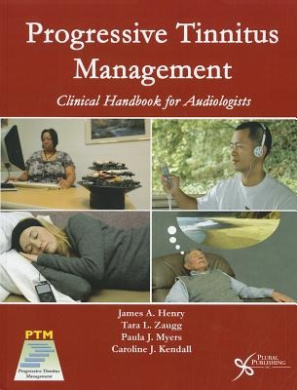 Progressive Tinnitus
Management
Clinical Handbook for Audiologists
James A. Henry
Tara L. Zaugg
Paula J. Myers
Caroline J. Kendall
PTM
Progressive Tinnitus
Management
PLURAL
PUBLISHING